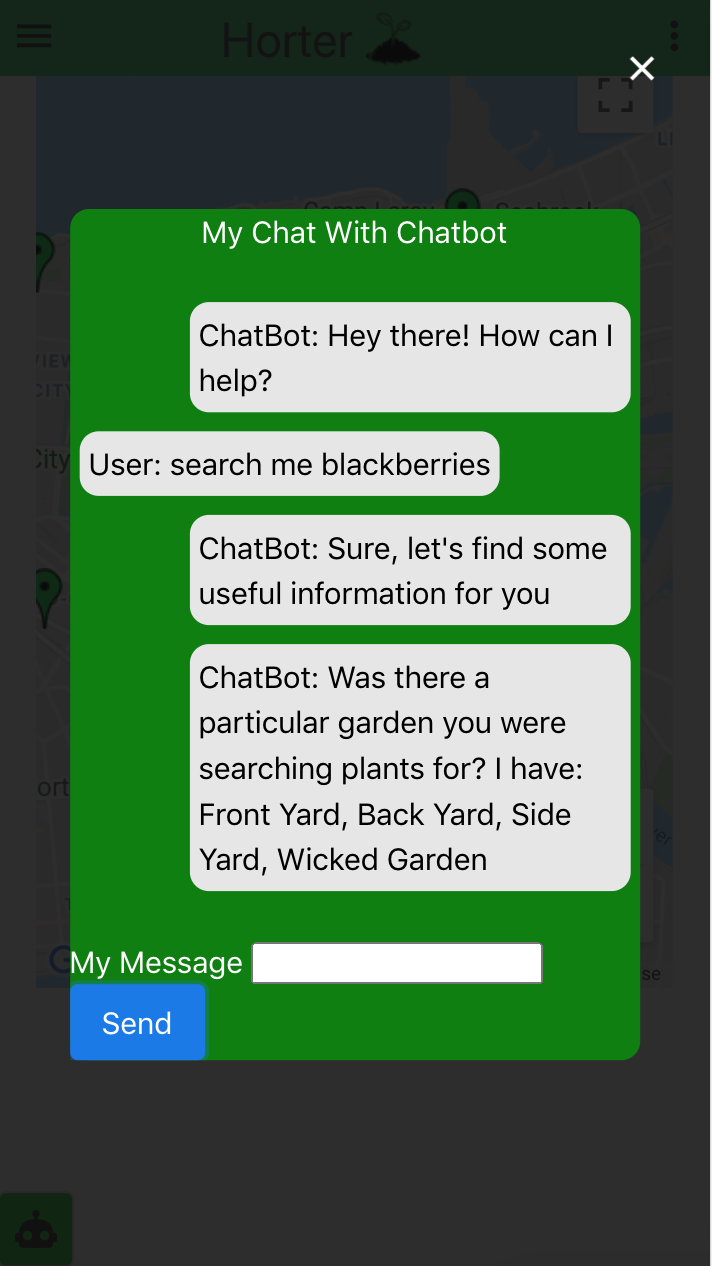 Horter
My Chat With Chatbot
ChatBot: Hey there! How can I
help?
User: search me blackberries
ChatBot: Sure, let's find some
useful information for you
ChatBot: Was there a
particular garden you were
searching plants for? I have:
Front Yard, Back Yard, Side
Yard, Wicked Garden
My Message
Send